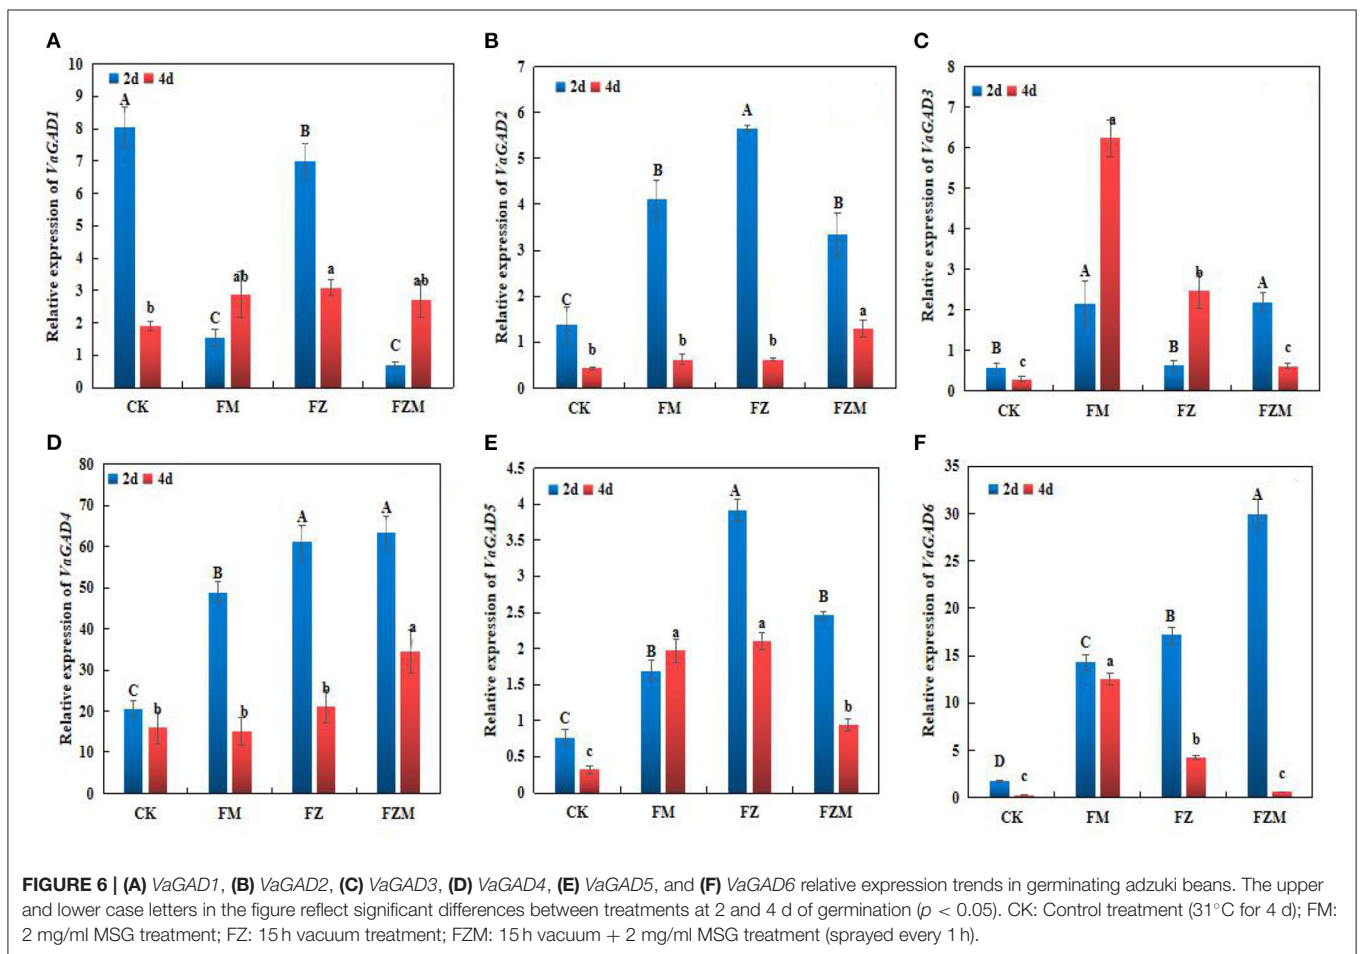 A
Relative expression of VaGAD1
10
9
8
7
6
5
4
3
2
1
0
2d 4d
A
b
C
ab
B
a
C
ab
CK FM FZ FZM
B
Relative expression of VaGAD2
7
6
5
4
3
2
1
0
2d 4d
C
b
B
b
A
b
B
a
CK FM FZ FZM
C
Relative expression of VaGAD3
8
7
6
5
4
3
2
1
0
2d 4d
B
c
A
a
B
b
A
c
CK FM FZ FZM
D
Relative expression of VaGAD4
80
70
60
50
40
30
20
10
0
2d 4d
C
b
B
b
A
b
A
a
CK FM FZ FZM
E
Relative expression of VaGAD5
4.5
4
3.5
3
2.5
2
1.5
1
0.5
0
2d 4d
C
c
B
a
A
a
B
b
CK FM FZ FZM
F
Relative expression of VaGAD6
35
30
25
20
15
10
5
0
2d 4d
D
c
C
a
B
b
A
c
CK FM FZ FZM
FIGURE 6 | (A) VaGAD1, (B) VaGAD2, (C) VaGAD3, (D) VaGAD4, (E) VaGAD5, and (F) VaGAD6 relative expression trends in germinating adzuki beans. The upper
and lower case letters in the figure reflect significant differences between treatments at 2 and 4 d of germination (p < 0.05). CK: Control treatment (31°C for 4 d); FM:
2 mg/ml MSG treatment; FZ: 15 h vacuum treatment; FZM: 15 h vacuum + 2 mg/ml MSG treatment (sprayed every 1 h).